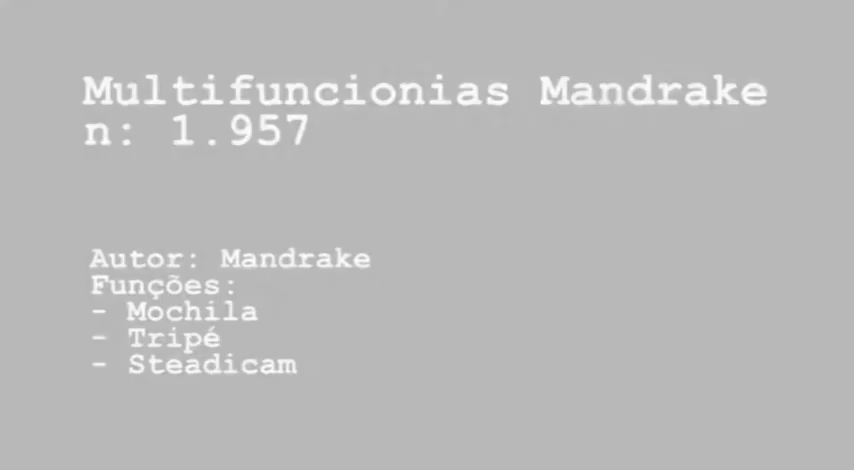 Multifuncionias Mandrake
n: 1.957
Autor: Mandrake
Funções:
- Mochila
- Tripé
- Steadicam